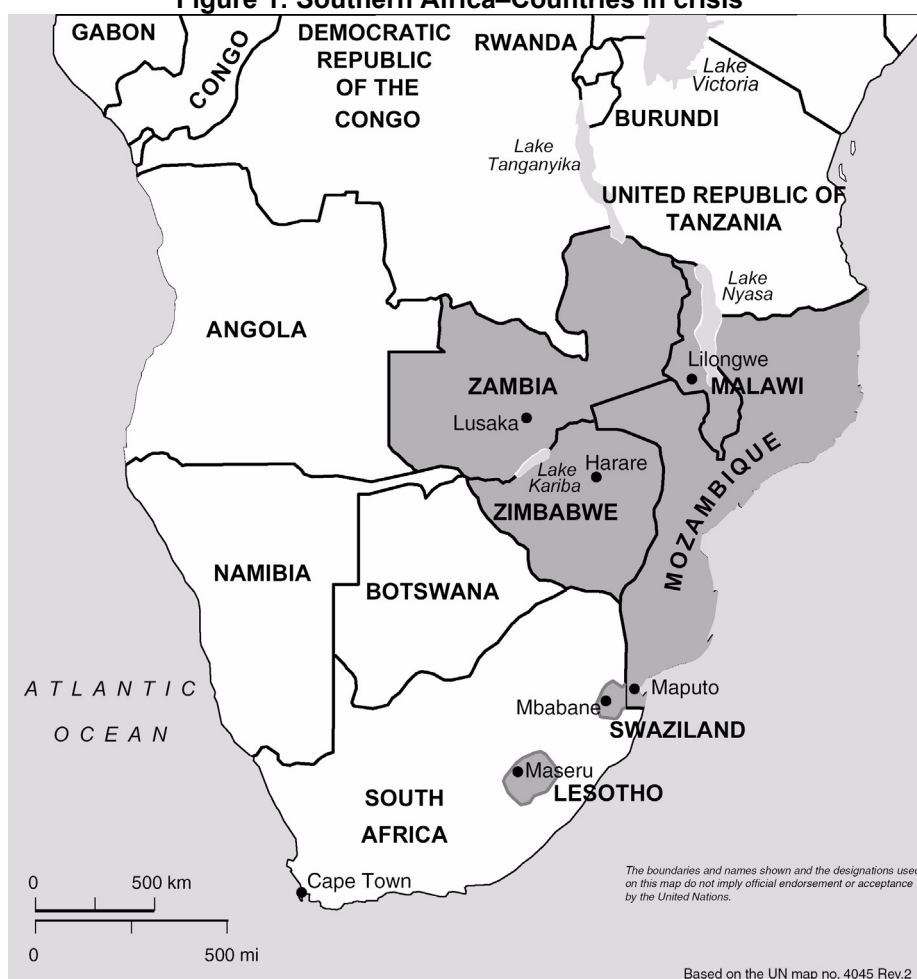 Figure 1. Southern Africa–Countries in crisis
GABON
CONGO
DEMOCRATIC
REPUBLIC
OF THE
CONGO
RWANDA
Lake
Victoria
BURUNDI
Lake
Tanganyika
UNITED REPUBLIC OF
TANZANIA
Lake
Nyasa
ANGOLA
Lilongwe
ZAMBIA
MALAWI
Lusaka
Lake
Kariba
Harare
ZIMBABWE
MOZAMBIQUE
NAMIBIA
BOTSWANA
ATLANTIC
OCEAN
Maputo
Mbabane
SWAZILAND
Maseru
LESOTHO
SOUTH
AFRICA
Cape Town
0 500 km
0 500 mi
The boundaries and names shown and the designations used
on this map do not imply official endorsement or acceptance
by the United Nations.
Based on the UN map no. 4045 Rev.2